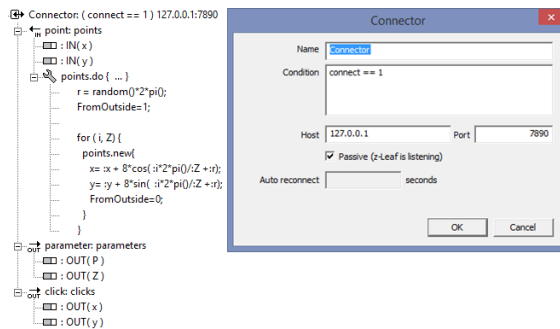 Connector: ( connect == 1 ) 127.0.0.1:7890
IN
point: points
: IN( x )
: IN( y )
points.do { ... }
r = random()*2*pi();
FromOutside=1;
for ( i, Z) {
points.new{
x= :x + 8*cos( :i*2*pi()/:Z +:r);
y= :y + 8*sin( :i*2*pi()/:Z +:r);
FromOutside=0;
}
}
OUT
parameter: parameters
: OUT( P )
: OUT( Z )
OUT
click: clicks
: OUT( x )
: OUT( y )
Connector
Name
Connector
Condition
connect == 1
Host
127.0.0.1
Port
7890
Passive (z-Leaf is listening)
Auto reconnect
seconds
OK
Cancel